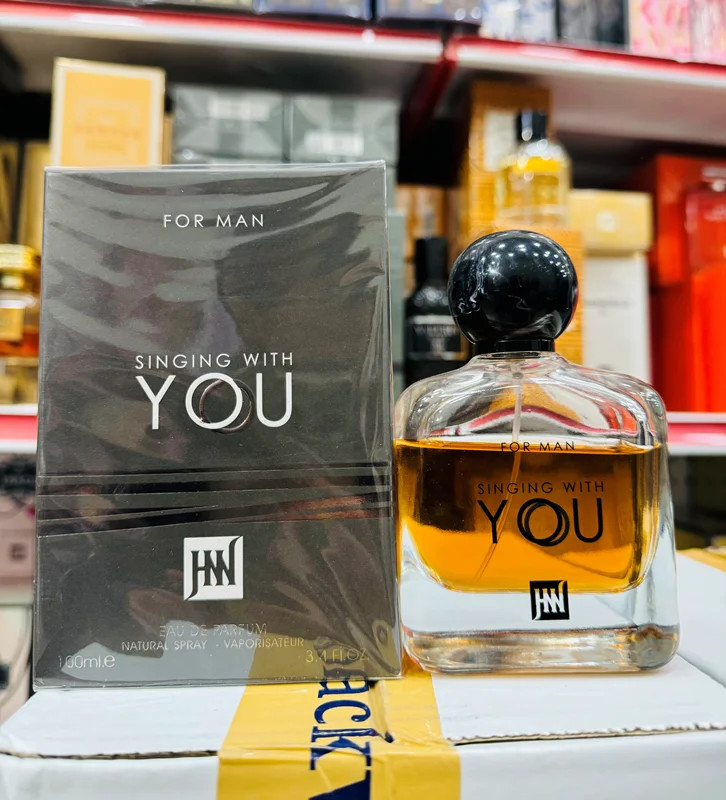 FOR MAN
SINGING WITH
YOU
HW
EAU DE PARFUM
NATURAL SPRAY - VAPORISATEUR
100ml.e 3.4 Fl.Oz.
FOR MAN
SINGING WITH
YOU
HW